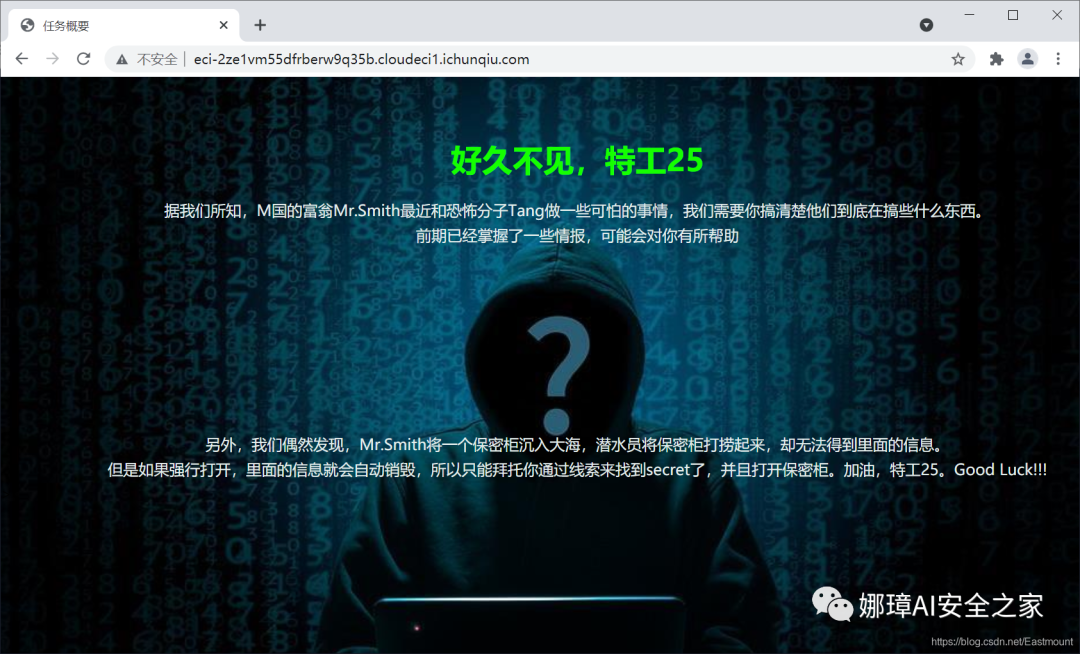 任务概要
不安全
eci-2ze1vm55dfrberw9q35b.cloudeci1.ichunqiu.com
好久不见，特工25
据我们所知，M国的富翁Mr.Smith最近和恐怖分子Tang做一些可怕的事情，我们需要你搞清楚他们到底在搞些什么东西。
前期已经掌握了一些情报，可能会对你有所帮助
?
另外，我们偶然发现，Mr.Smith将一个保密柜沉入大海，潜水员将保密柜打捞起来，却无法得到里面的信息。
但是如果强行打开，里面的信息就会自动销毁，所以只能拜托你通过线索来找到secret了，并且打开保密柜。加油，特工25。Good Luck!!!
娜璋AI安全之家
https://blog.csdn.net/Eastmount